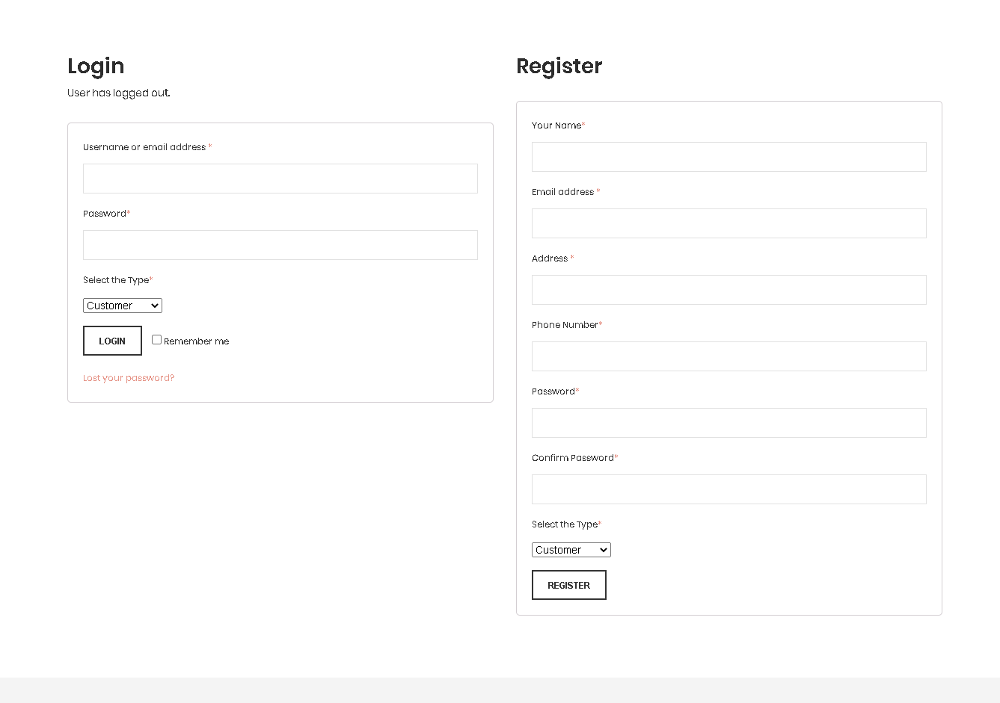 Login
User has logged out.
Username or email address *
Password*
Select the Type*
Customer
LOGIN
Remember me
Lost your password?
Register
Your Name*
Email address *
Address *
Phone Number*
Password*
Confirm Password*
Select the Type*
Customer
REGISTER